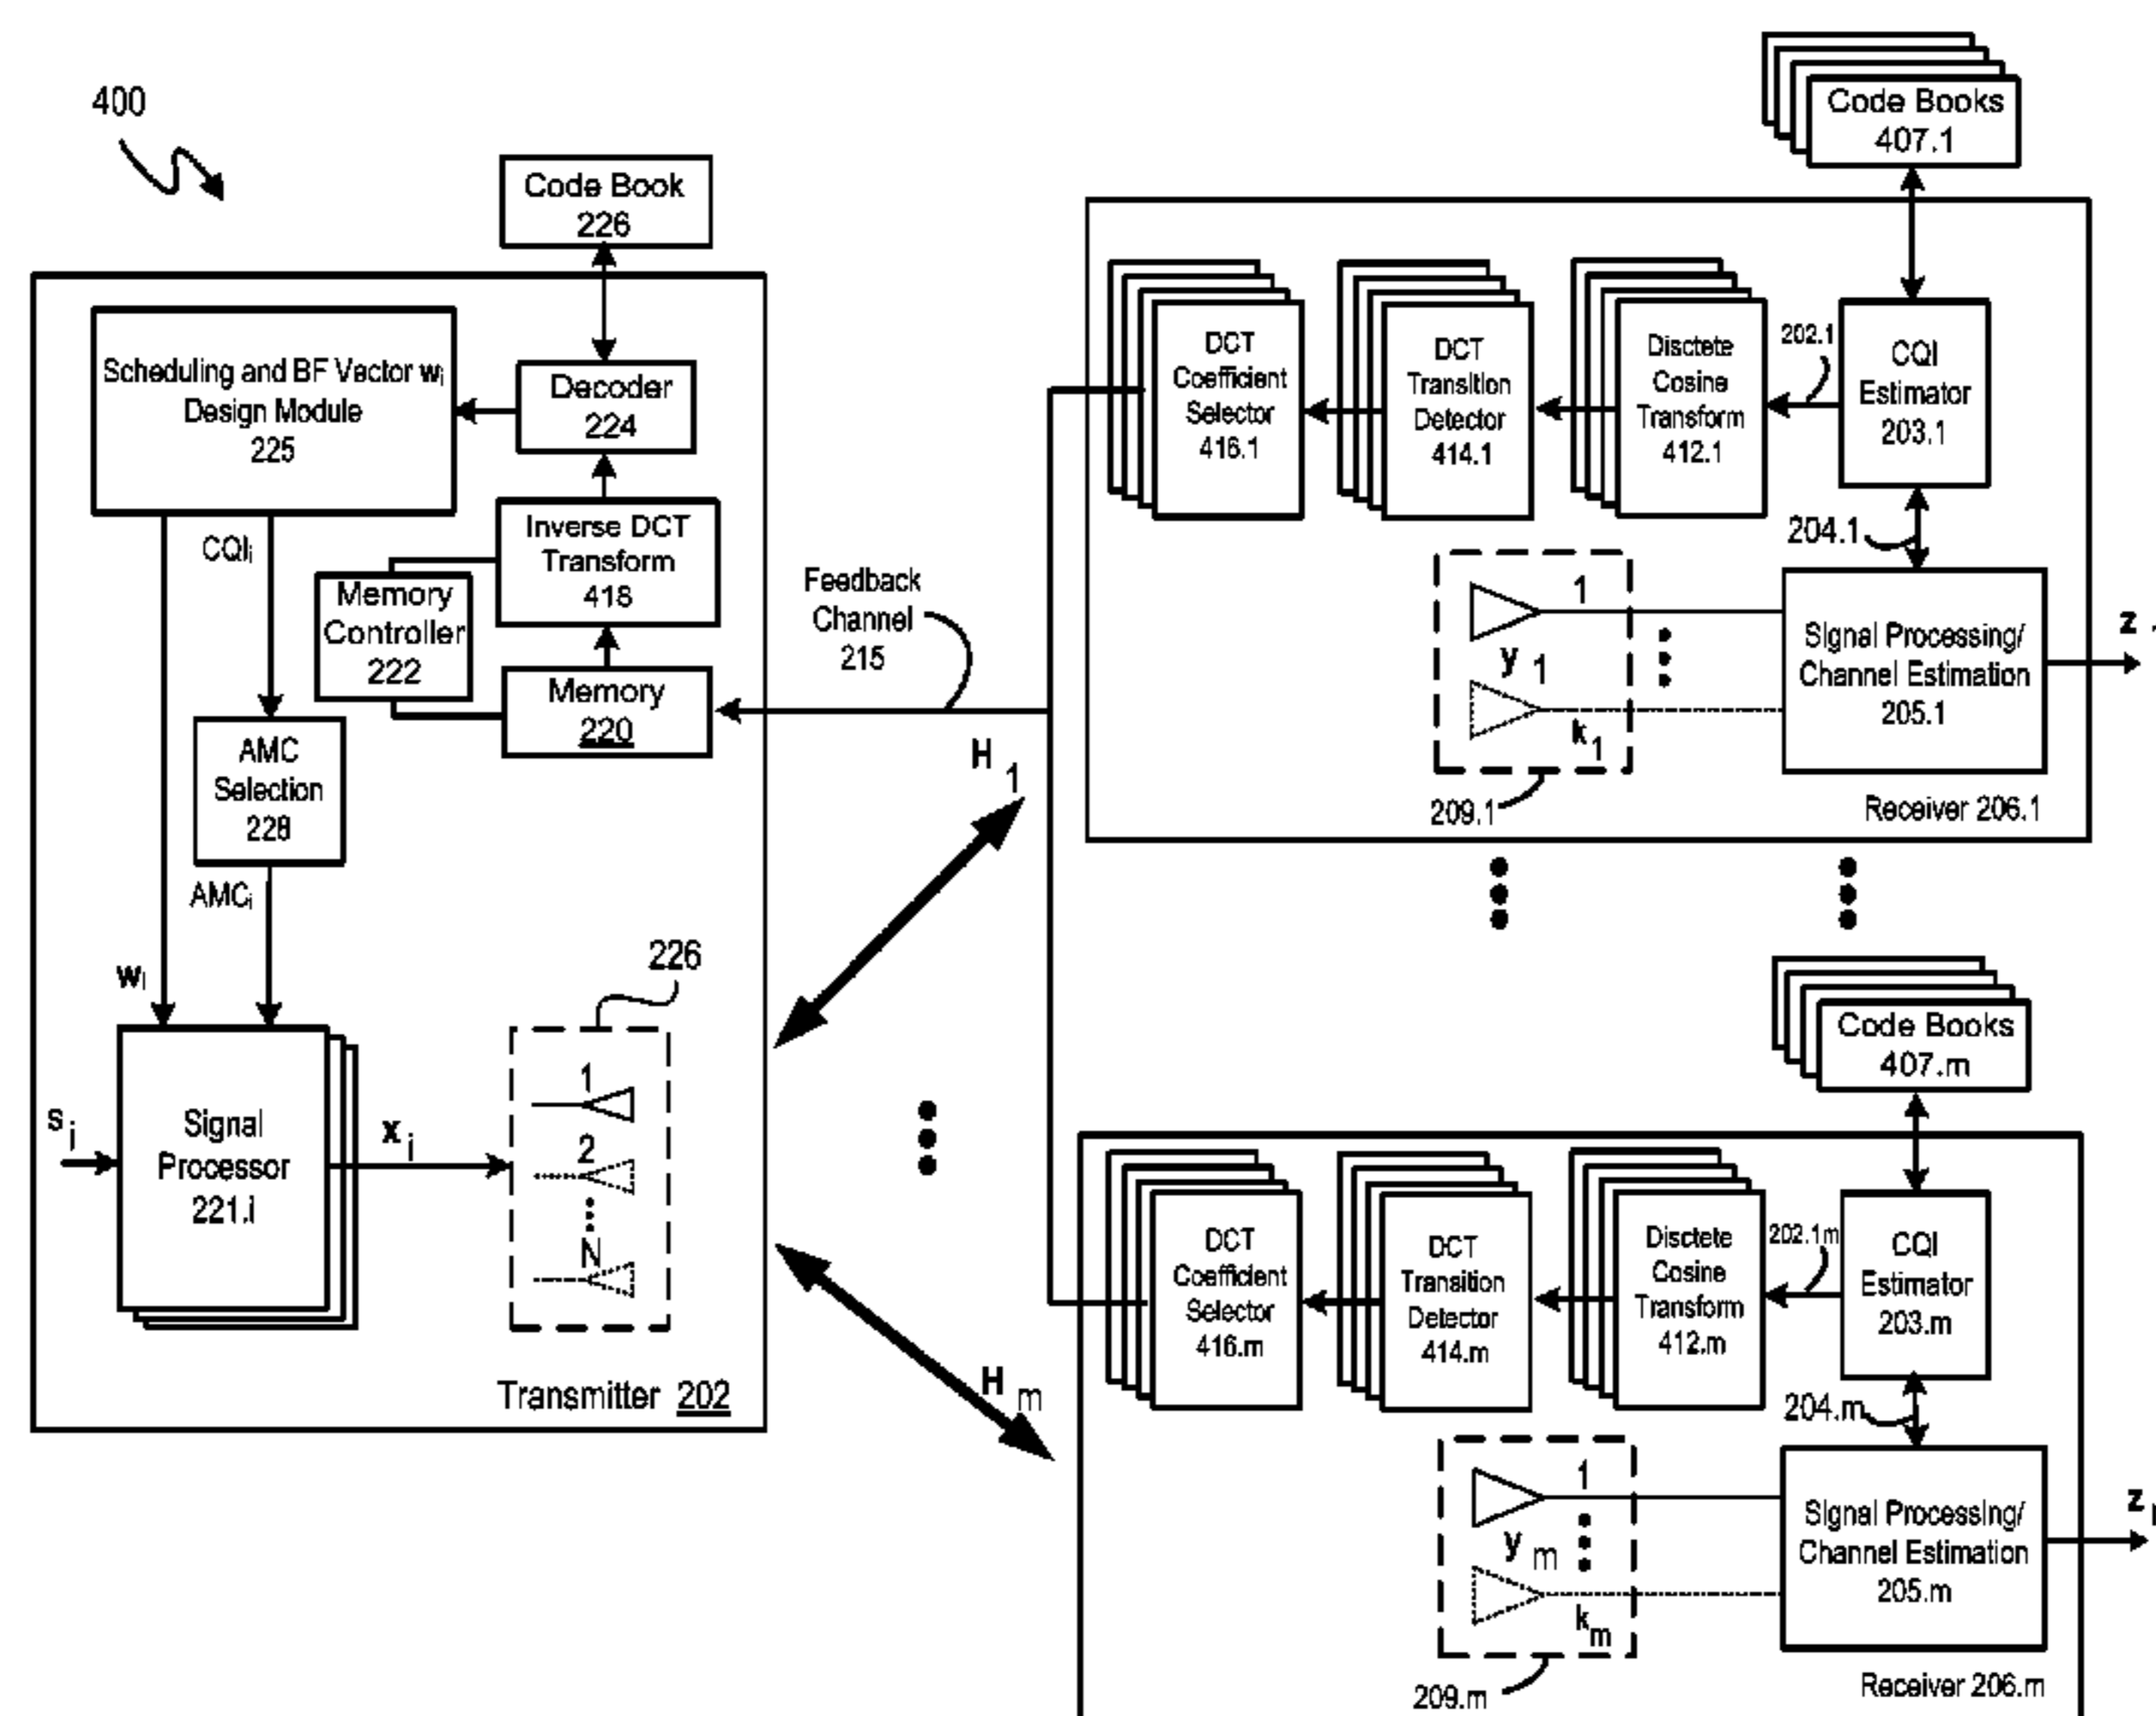 400
Code Book
226
Scheduling and BF Vector wi
Design Module
225
Decoder
224
Inverse DCT
Transform
418
CQIi
Memory
Controller
222
Memory
220
AMC
Selection
228
AMCi
wi
226
si
Signal
Processor
221.i
xi
1
2
N
Transmitter 202
Feedback
Channel
215
H1
Hm
Code Books
407.1
DCT
Coefficient
Selector
416.1
DCT
Transition
Detector
414.1
Disctete
Cosine
Transform
412.1
202.1
CQI
Estimator
203.1
204.1
1
y1
k1
209.1
Signal Processing/
Channel Estimation
205.1
z
Receiver 206.1
Code Books
407.m
DCT
Coefficient
Selector
416.m
DCT
Transition
Detector
414.m
Disctete
Cosine
Transform
412.m
202.1m
CQI
Estimator
203.m
204.m
1
ym
km
209.m
Signal Processing/
Channel Estimation
205.m
z
Receiver 206.m